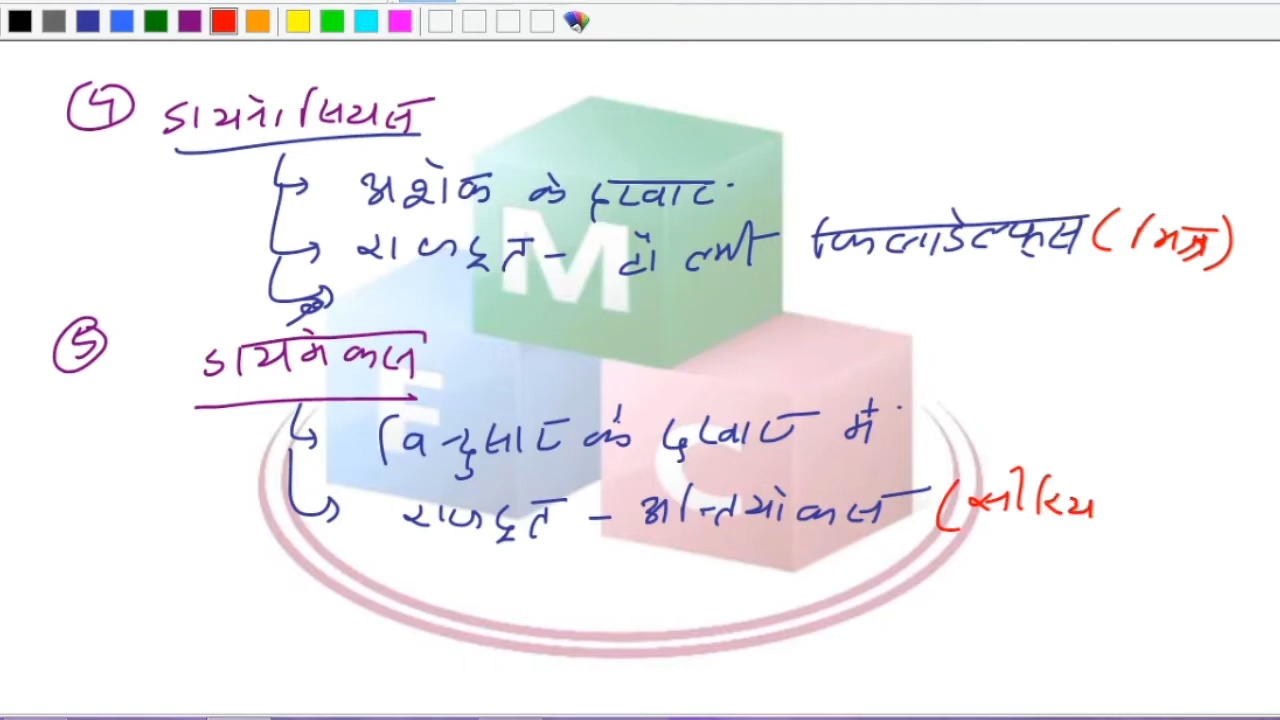 ④ डायनोसियस
अशोक के दरबार
राजदूत - टॉलमी फिलाडेल्फस (मिस्र)
⑤ डायमेकस
बिन्दुसार के दरबार में
राजदूत - अन्तियोकस (सीरिय
M
E
C